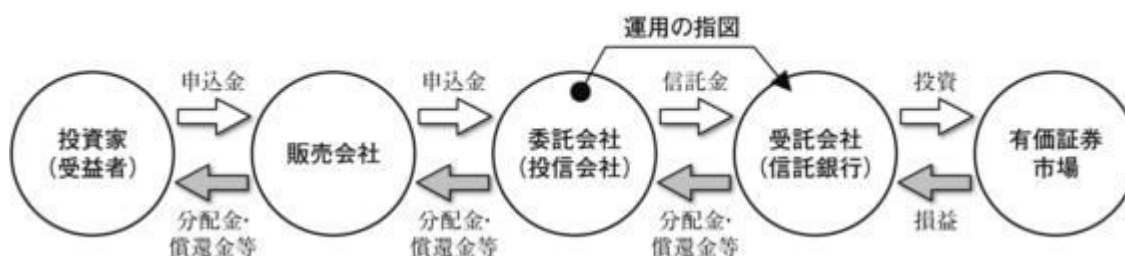 運用の指図
申込金
申込金
信託金
投資
投資家
(受益者)
販売会社
委託会社
(投信会社)
受託会社
(信託銀行)
有価証券
市場
分配金・
償還金等
分配金・
償還金等
分配金・
償還金等
損益